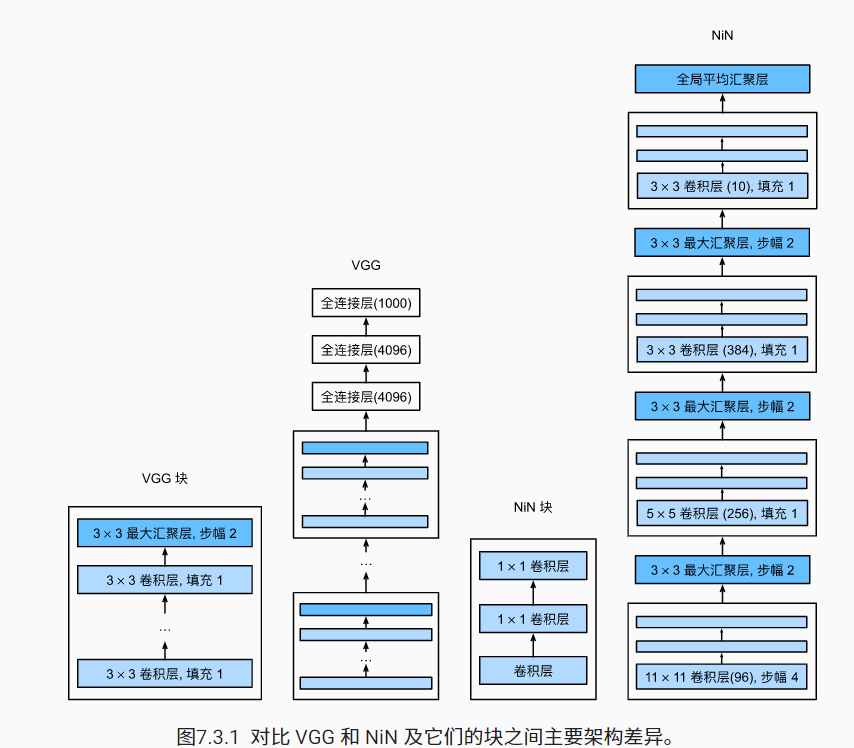 VGG 块
3 × 3 最大汇聚层, 步幅 2
3 × 3 卷积层, 填充 1
...
3 × 3 卷积层, 填充 1
VGG
全连接层(1000)
全连接层(4096)
全连接层(4096)
...
...
...
NiN 块
1 × 1 卷积层
1 × 1 卷积层
卷积层
NiN
全局平均汇聚层
3 × 3 卷积层 (10), 填充 1
3 × 3 最大汇聚层, 步幅 2
3 × 3 卷积层 (384), 填充 1
3 × 3 最大汇聚层, 步幅 2
5 × 5 卷积层 (256), 填充 1
3 × 3 最大汇聚层, 步幅 2
11 × 11 卷积层(96), 步幅 4
图7.3.1 对比 VGG 和 NiN 及它们的块之间主要架构差异。